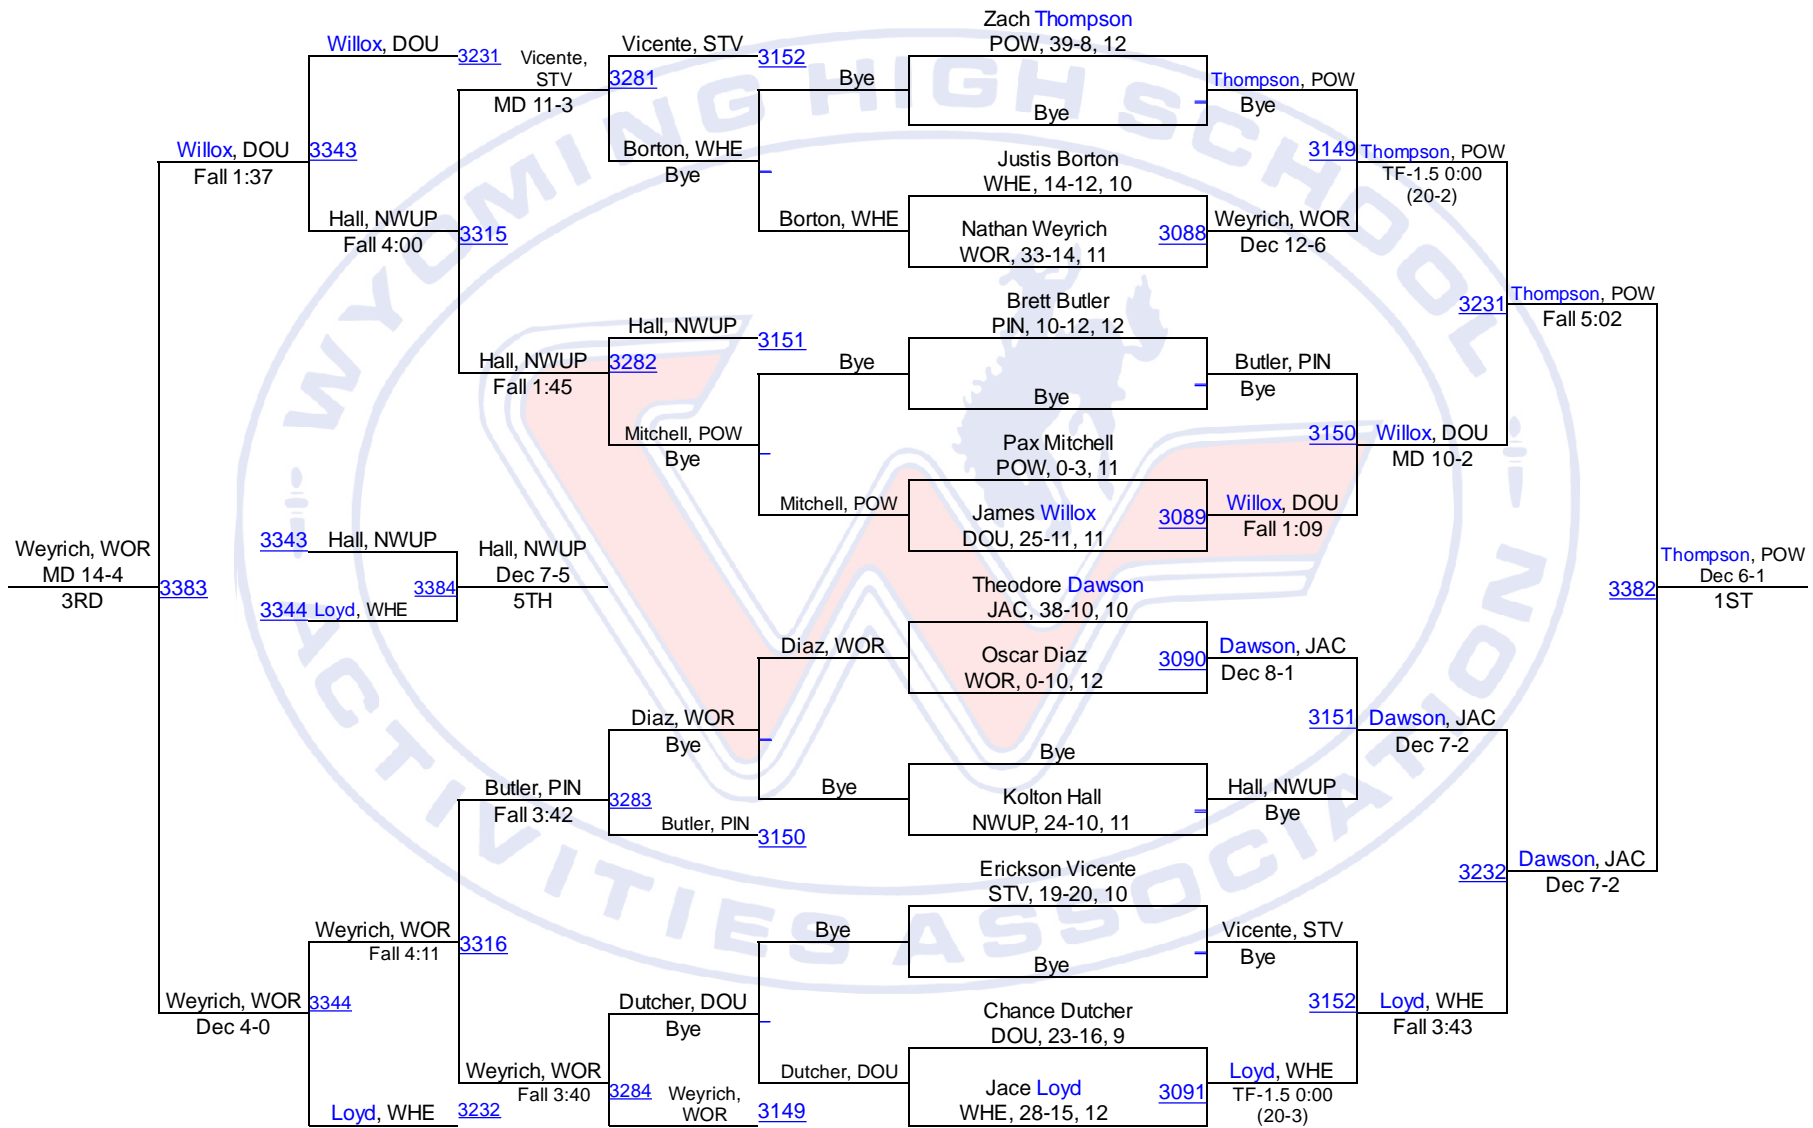 WYOMING HIGH SCHOOL
ACTIVITIES ASSOCIATION
Zach Thompson
POW, 39-8, 12
Bye
Bye
Thompson, POW
Bye
Justis Borton
WHE, 14-12, 10
Borton, WHE
Nathan Weyrich
WOR, 33-14, 11
3088
Weyrich, WOR
Dec 12-6
3149
Thompson, POW
TF-1.5 0:00
(20-2)
Brett Butler
PIN, 10-12, 12
Bye
Bye
Butler, PIN
Bye
Pax Mitchell
POW, 0-3, 11
Mitchell, POW
James Willox
DOU, 25-11, 11
3089
Willox, DOU
Fall 1:09
3150
Willox, DOU
MD 10-2
3231
Thompson, POW
Fall 5:02
Theodore Dawson
JAC, 38-10, 10
Diaz, WOR
Oscar Diaz
WOR, 0-10, 12
3090
Dawson, JAC
Dec 8-1
Bye
Bye
Kolton Hall
NWUP, 24-10, 11
Hall, NWUP
Bye
3151
Dawson, JAC
Dec 7-2
Erickson Vicente
STV, 19-20, 10
Bye
Bye
Vicente, STV
Bye
Chance Dutcher
DOU, 23-16, 9
Dutcher, DOU
Jace Loyd
WHE, 28-15, 12
3091
Loyd, WHE
TF-1.5 0:00
(20-3)
3152
Loyd, WHE
Fall 3:43
3232
Dawson, JAC
Dec 7-2
3382
Thompson, POW
Dec 6-1
1ST
Vicente, STV
3152
Borton, WHE
Bye
3281
Vicente,
STV
MD 11-3
Hall, NWUP
3151
Mitchell, POW
Bye
3282
Hall, NWUP
Fall 1:45
3315
Hall, NWUP
Fall 4:00
Willox, DOU
3231
3343
Willox, DOU
Fall 1:37
3343
Hall, NWUP
3344
Loyd, WHE
3384
Hall, NWUP
Dec 7-5
5TH
Weyrich, WOR
MD 14-4
3RD
3383
Diaz, WOR
Bye
Butler, PIN
3150
3283
Butler, PIN
Fall 3:42
Dutcher, DOU
Bye
Weyrich,
WOR
3149
3284
Weyrich, WOR
Fall 3:40
3316
Weyrich, WOR
Fall 4:11
Loyd, WHE
3232
3344
Weyrich, WOR
Dec 4-0